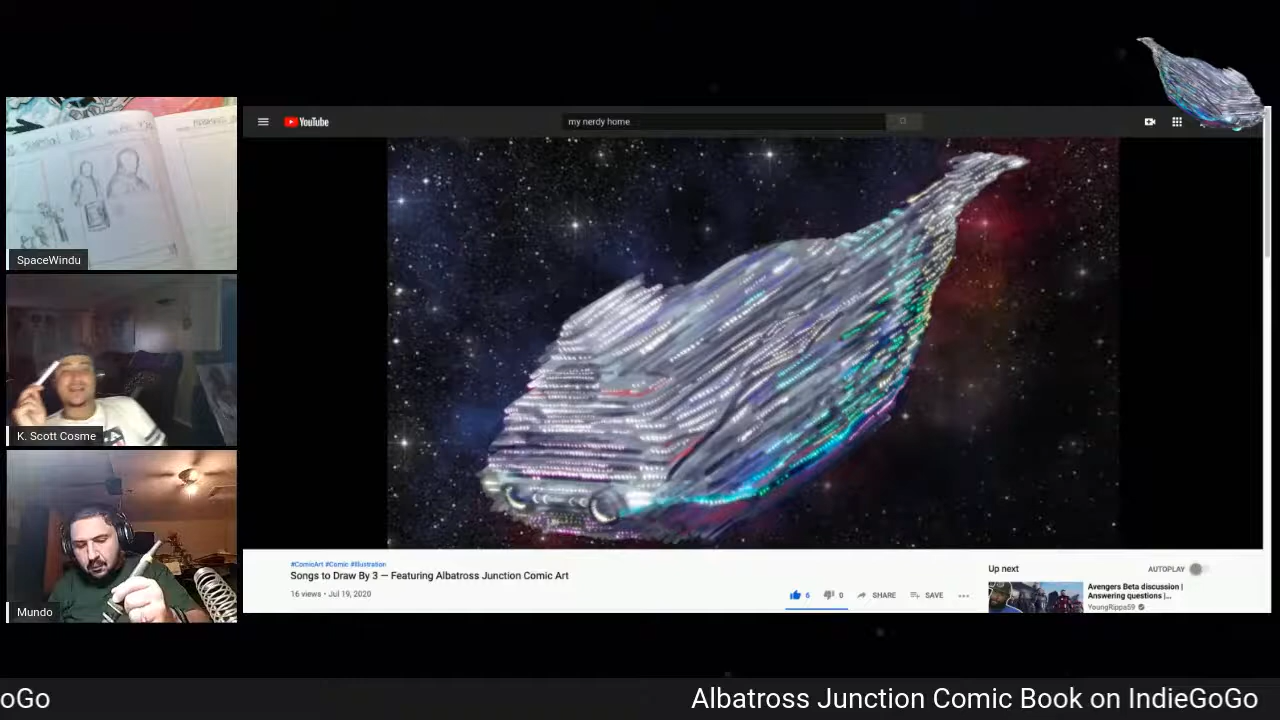 YouTube
my nerdy home
SpaceWindu
K. Scott Cosme
Mundo
#ComicArt #Comic #Illustration
Songs to Draw By 3 — Featuring Albatross Junction Comic Art
16 views • Jul 19, 2020
6
0
SHARE
SAVE
Up next
AUTOPLAY
Avengers Beta discussion |
Answering questions |...
YoungRippa59
oGo
Albatross Junction Comic Book on IndieGoGo